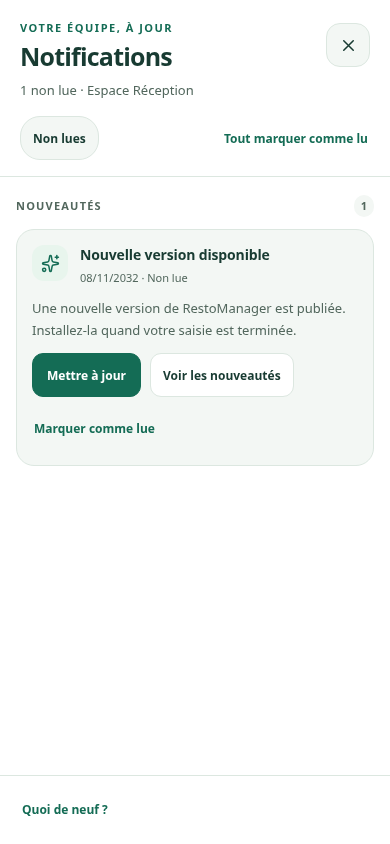 VOTRE ÉQUIPE, À JOUR
Notifications
1 non lue · Espace Réception
Non lues
Tout marquer comme lu
NOUVEAUTÉS
1
Nouvelle version disponible
08/11/2032 · Non lue
Une nouvelle version de RestoManager est publiée.
Installez-la quand votre saisie est terminée.
Mettre à jour
Voir les nouveautés
Marquer comme lue
Quoi de neuf ?